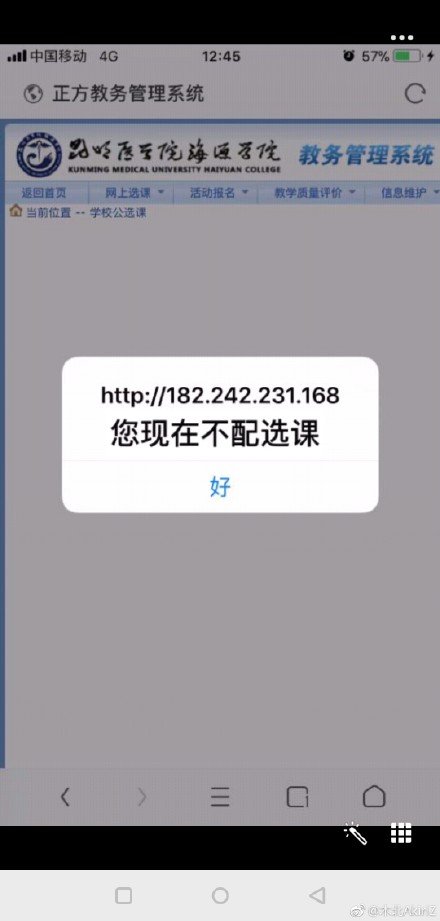 中国移动 4G 12:45 57%
正方教务管理系统
昆明医学院海源学院 教务管理系统
KUNMING MEDICAL UNIVERSITY HAIYUAN COLLEGE
返回首页 网上选课 活动报名 教学质量评价 信息维护
当前位置 -- 学校公选课
http://182.242.231.168
您现在不配选课
好
1
@木北AkirіZ